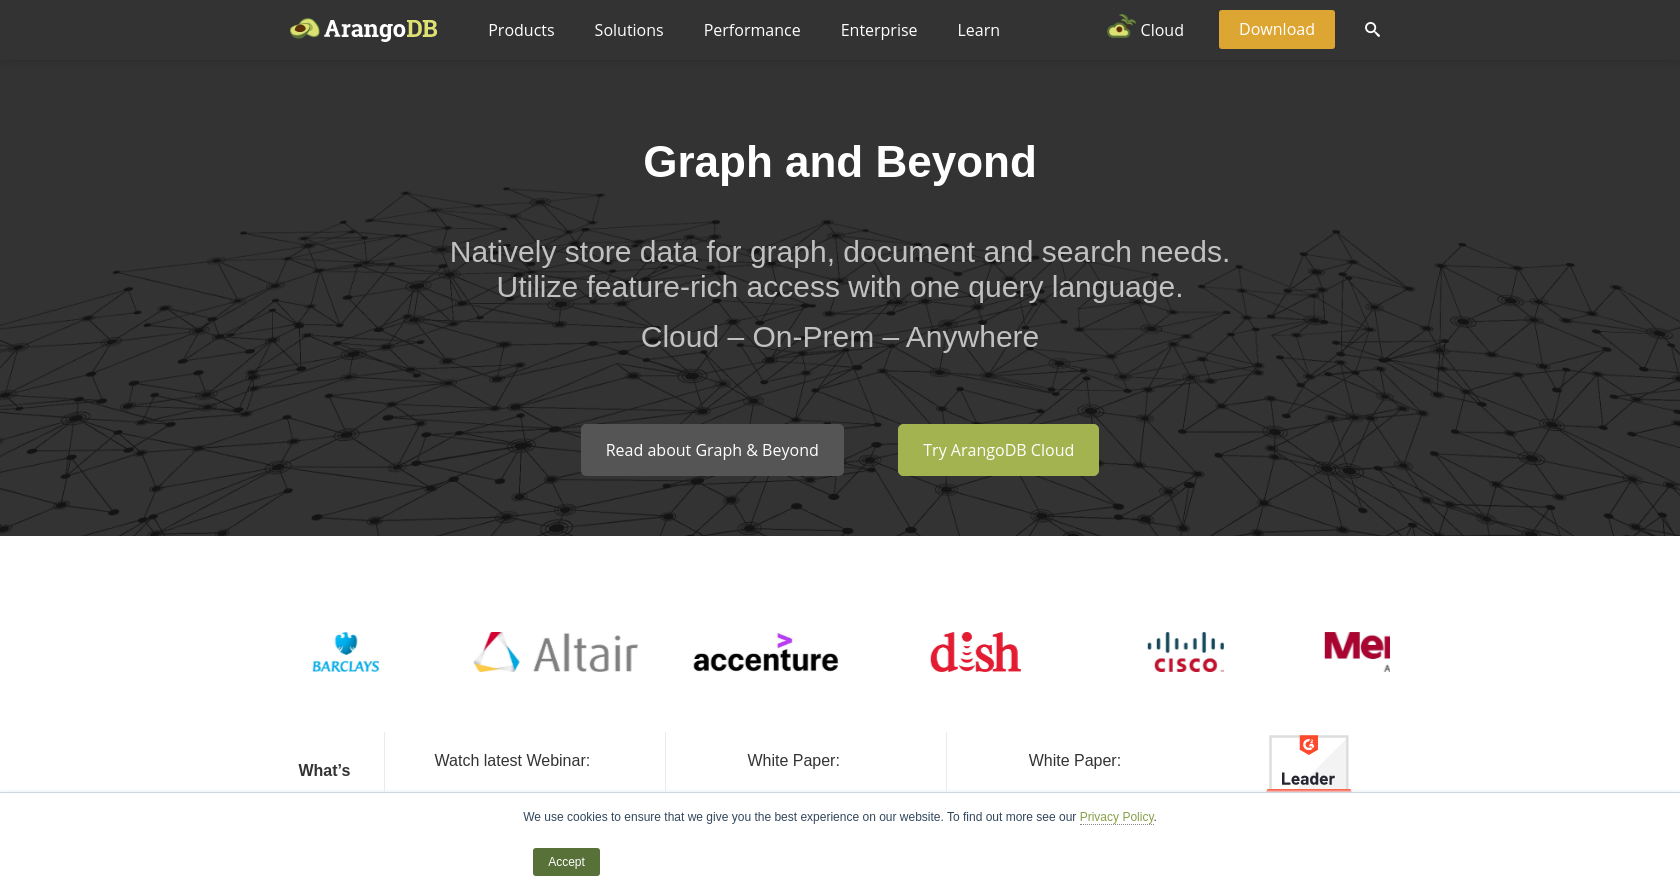 ArangoDB Products Solutions Performance Enterprise Learn Cloud Download
Graph and Beyond
Natively store data for graph, document and search needs.
Utilize feature-rich access with one query language.
Cloud – On-Prem – Anywhere
Read about Graph & Beyond Try ArangoDB Cloud
BARCLAYS Altair accenture dish CISCO
What’s Watch latest Webinar: White Paper: White Paper: Leader
We use cookies to ensure that we give you the best experience on our website. To find out more see our Privacy Policy.
Accept